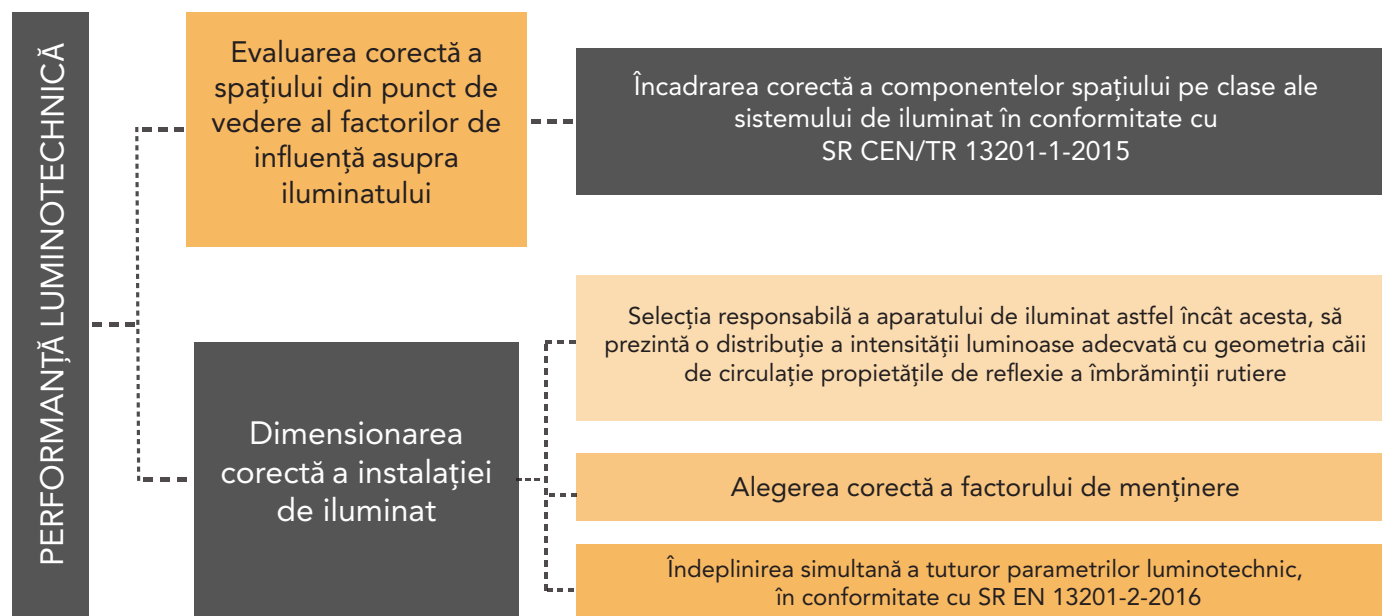 PERFORMANȚĂ LUMINOTECHNICĂ
Evaluarea corectă a
spațiului din punct de
vedere al factorilor de
influență asupra
iluminatului
Încadrarea corectă a componentelor spațiului pe clase ale
sistemului de iluminat în conformitate cu
SR CEN/TR 13201-1-2015
Dimensionarea
corectă a instalației
de iluminat
Selecția responsabilă a aparatului de iluminat astfel încât acesta, să
prezintă o distribuție a intensității luminoase adecvată cu geometria căii
de circulație propietățile de reflexie a îmbrăminții rutiere
Alegerea corectă a factorului de menținere
Îndeplinirea simultană a tuturor parametrilor luminotechnic,
în conformitate cu SR EN 13201-2-2016